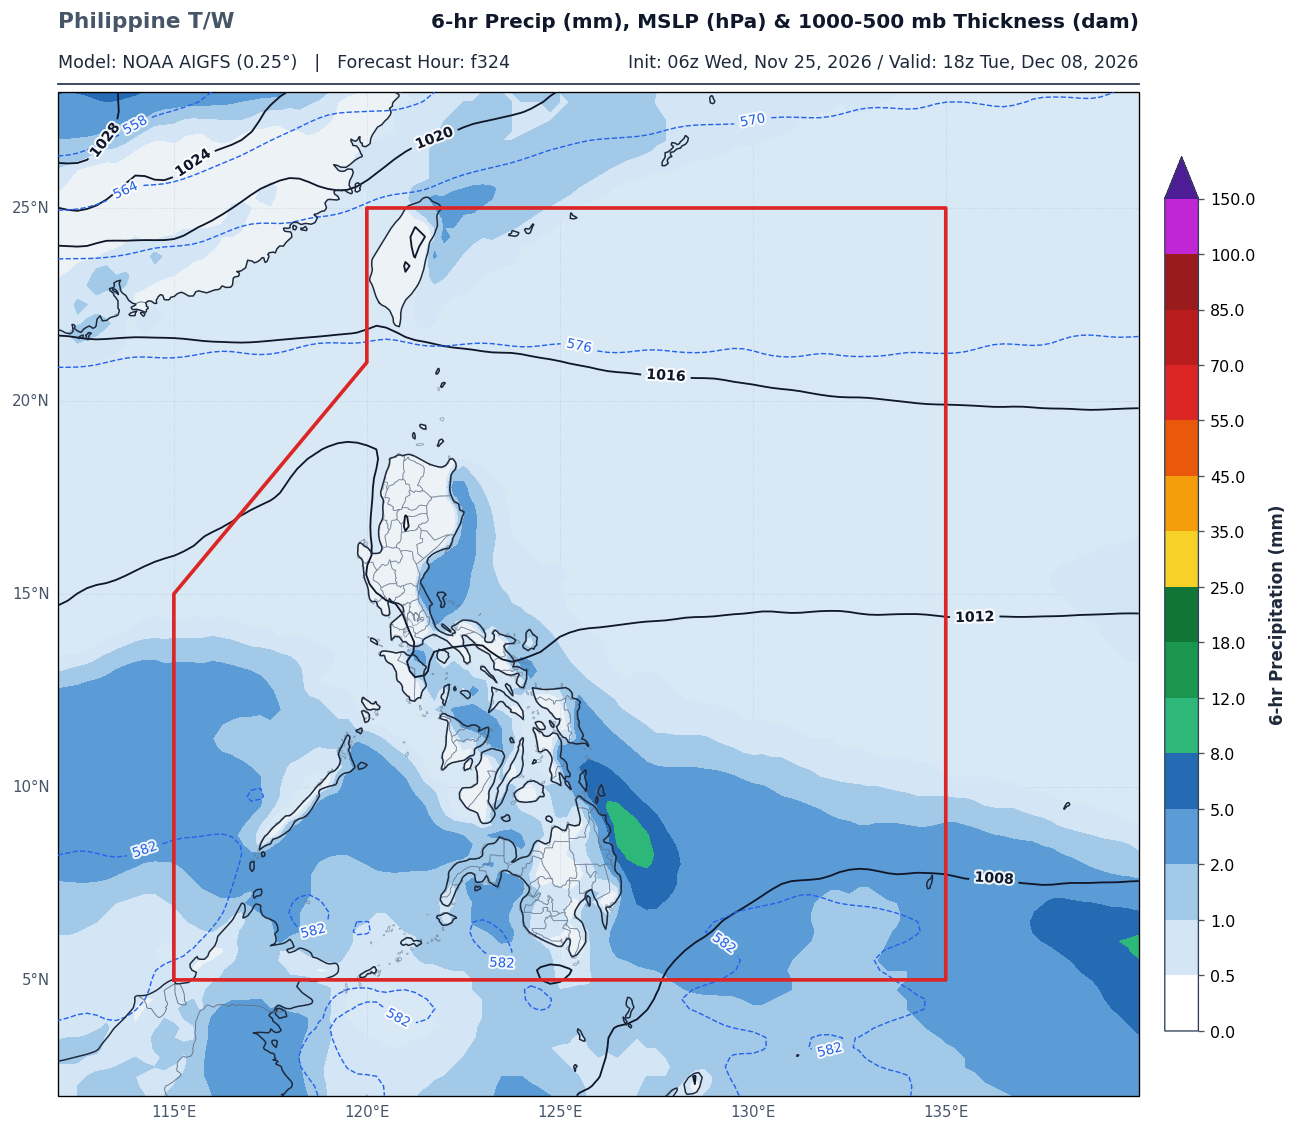 Philippine T/W
6-hr Precip (mm), MSLP (hPa) & 1000-500 mb Thickness (dam)
Model: NOAA AIGFS (0.25°) | Forecast Hour: f324
Init: 06z Wed, Nov 25, 2026 / Valid: 18z Tue, Dec 08, 2026
1028
558
1024
564
1020
570
25°N
576
1016
20°N
15°N
1012
10°N
582
1008
582
582
582
5°N
582
582
115°E
120°E
125°E
130°E
135°E
150.0
100.0
85.0
70.0
55.0
45.0
35.0
25.0
18.0
12.0
8.0
5.0
2.0
1.0
0.5
0.0
6-hr Precipitation (mm)